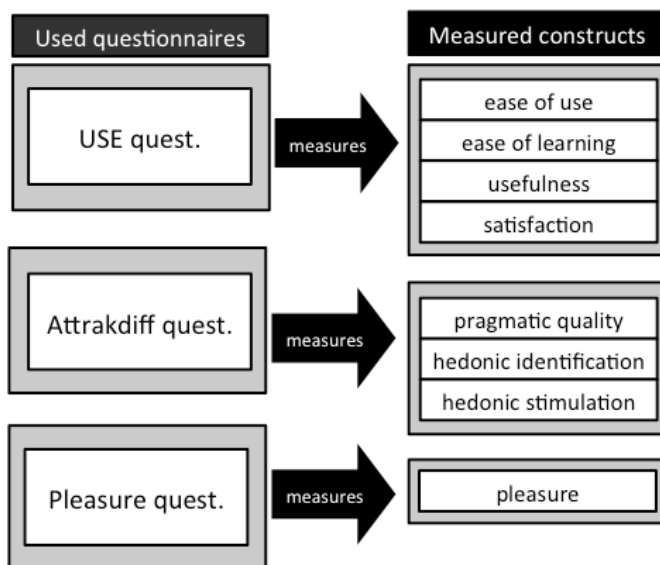 Used questionnaires
Measured constructs
USE quest.
measures
ease of use
ease of learning
usefulness
satisfaction
Attrakdiff quest.
measures
pragmatic quality
hedonic identification
hedonic stimulation
Pleasure quest.
measures
pleasure